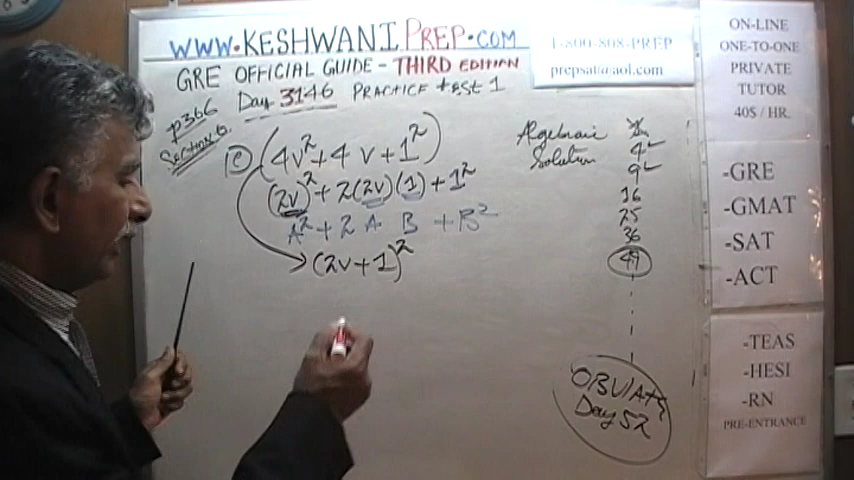 WWW.KESHWANIPREP.COM
1-800-808-PREP
prepsat@aol.com
GRE OFFICIAL GUIDE - THIRD EDITION
p366
Section 6.
Day 3146 PRACTICE test 1
(4v²+4v+1²)
(2v)²+2(2v)(1)+1²
A²+2 A B +B²
(2v+1)²
Algebraic
Solution
4
9
16
25
36
49
Day 52
ON-LINE
ONE-TO-ONE
PRIVATE
TUTOR
40$ / HR.
-GRE
-GMAT
-SAT
-ACT
-TEAS
-HESI
-RN
PRE-ENTRANCE